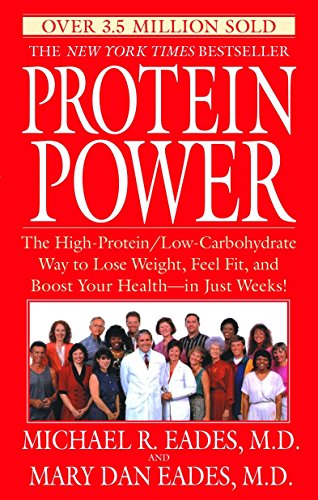 OVER 3.5 MILLION SOLD
THE NEW YORK TIMES BESTSELLER
PROTEIN
POWER
The High-Protein/Low-Carbohydrate
Way to Lose Weight, Feel Fit, and
Boost Your Health—in Just Weeks!
MICHAEL R. EADES, M.D.
AND
MARY DAN EADES, M.D.